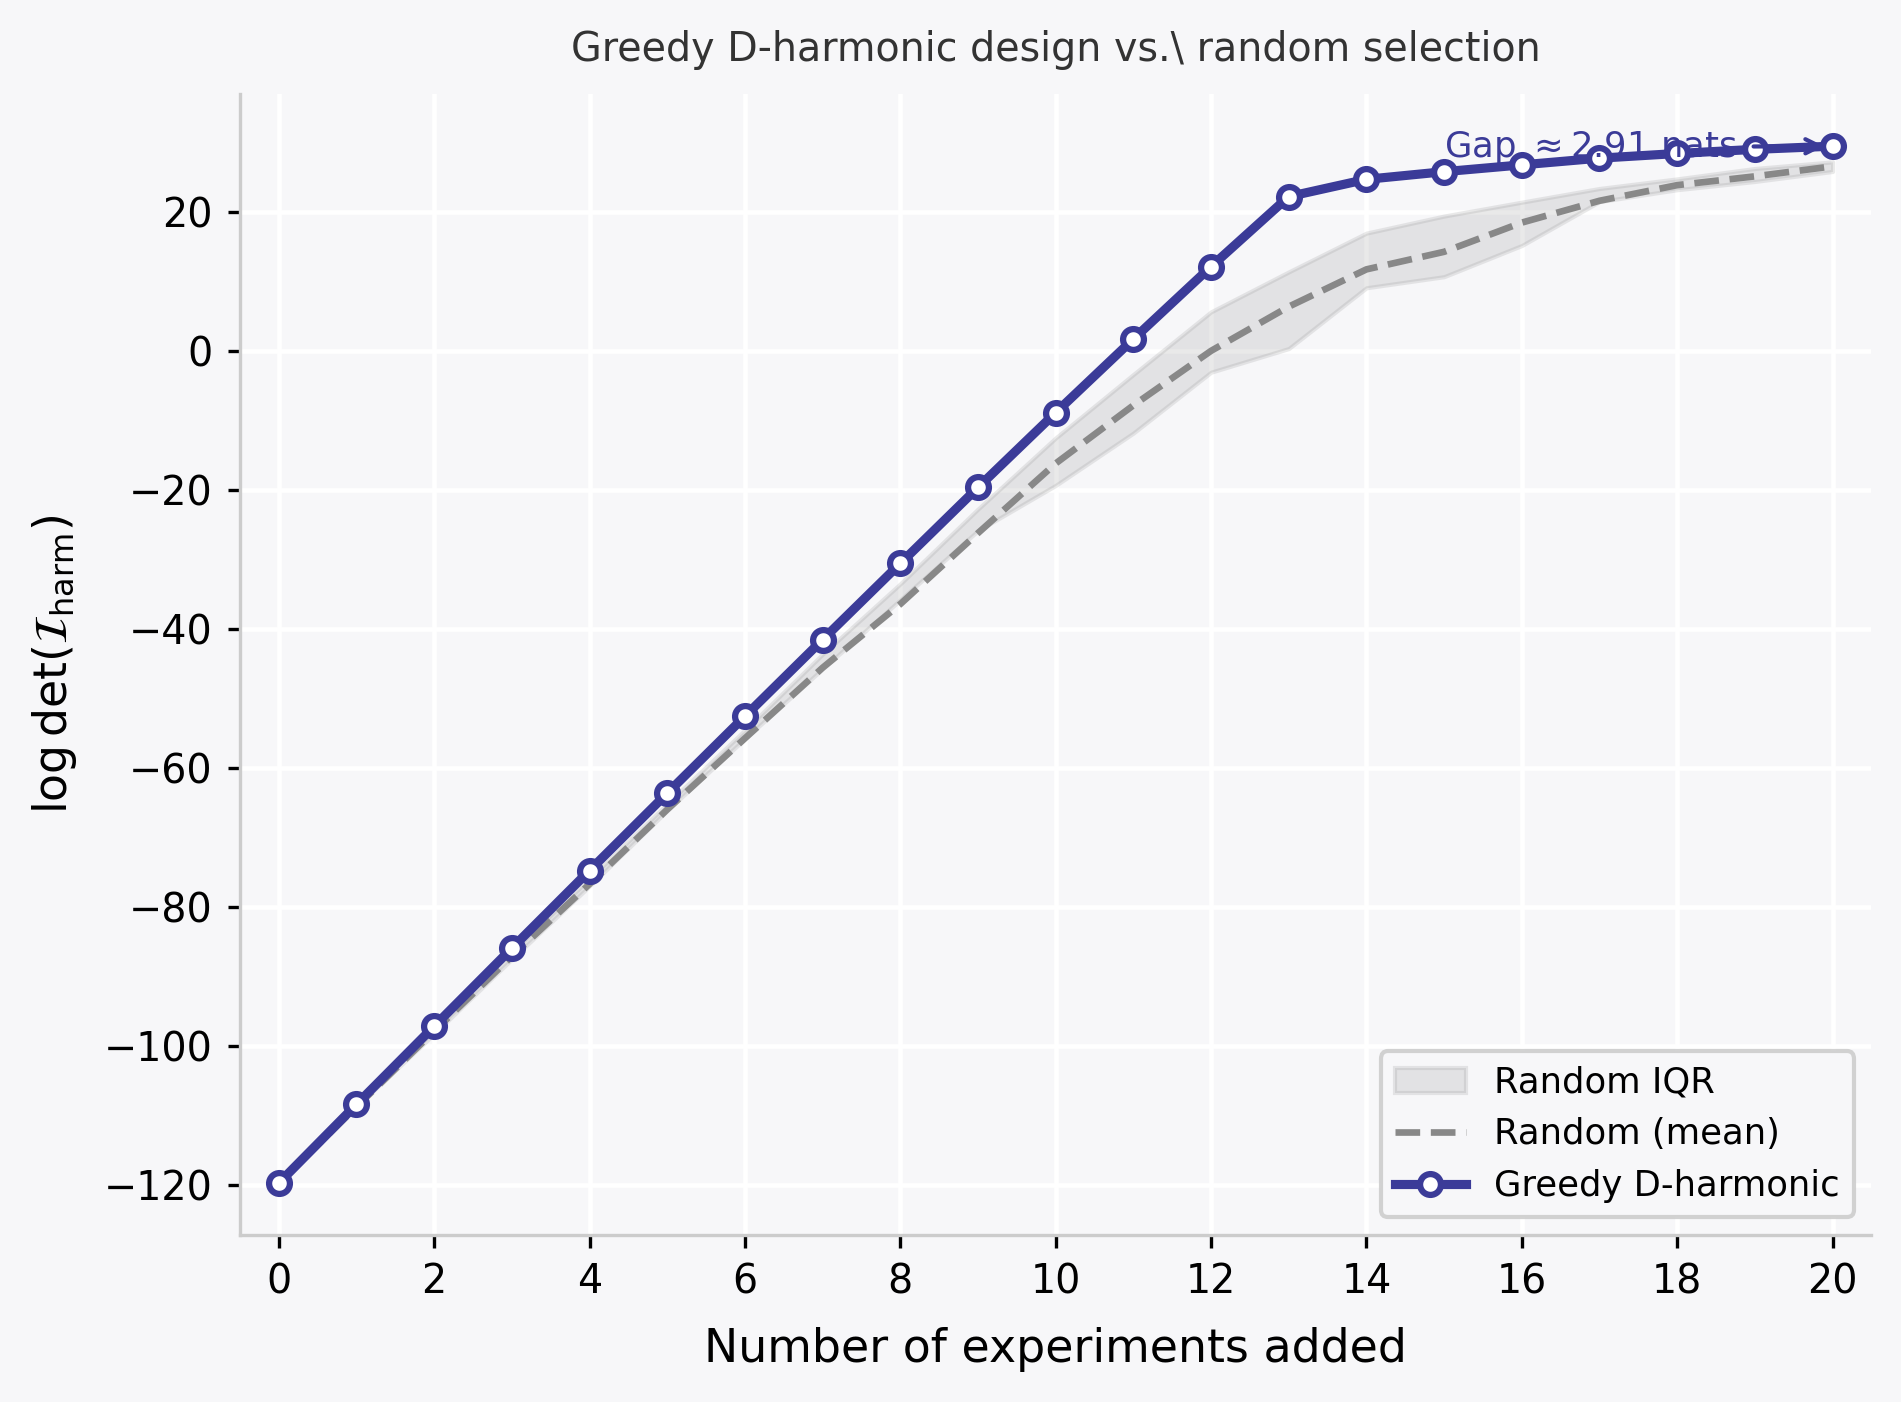 Greedy D-harmonic design vs.\ random selection
Gap ≈ 2.91 nats
log det(ℐharm)
20
0
−20
−40
−60
−80
−100
−120
0 2 4 6 8 10 12 14 16 18 20
Number of experiments added
Random IQR
Random (mean)
Greedy D-harmonic